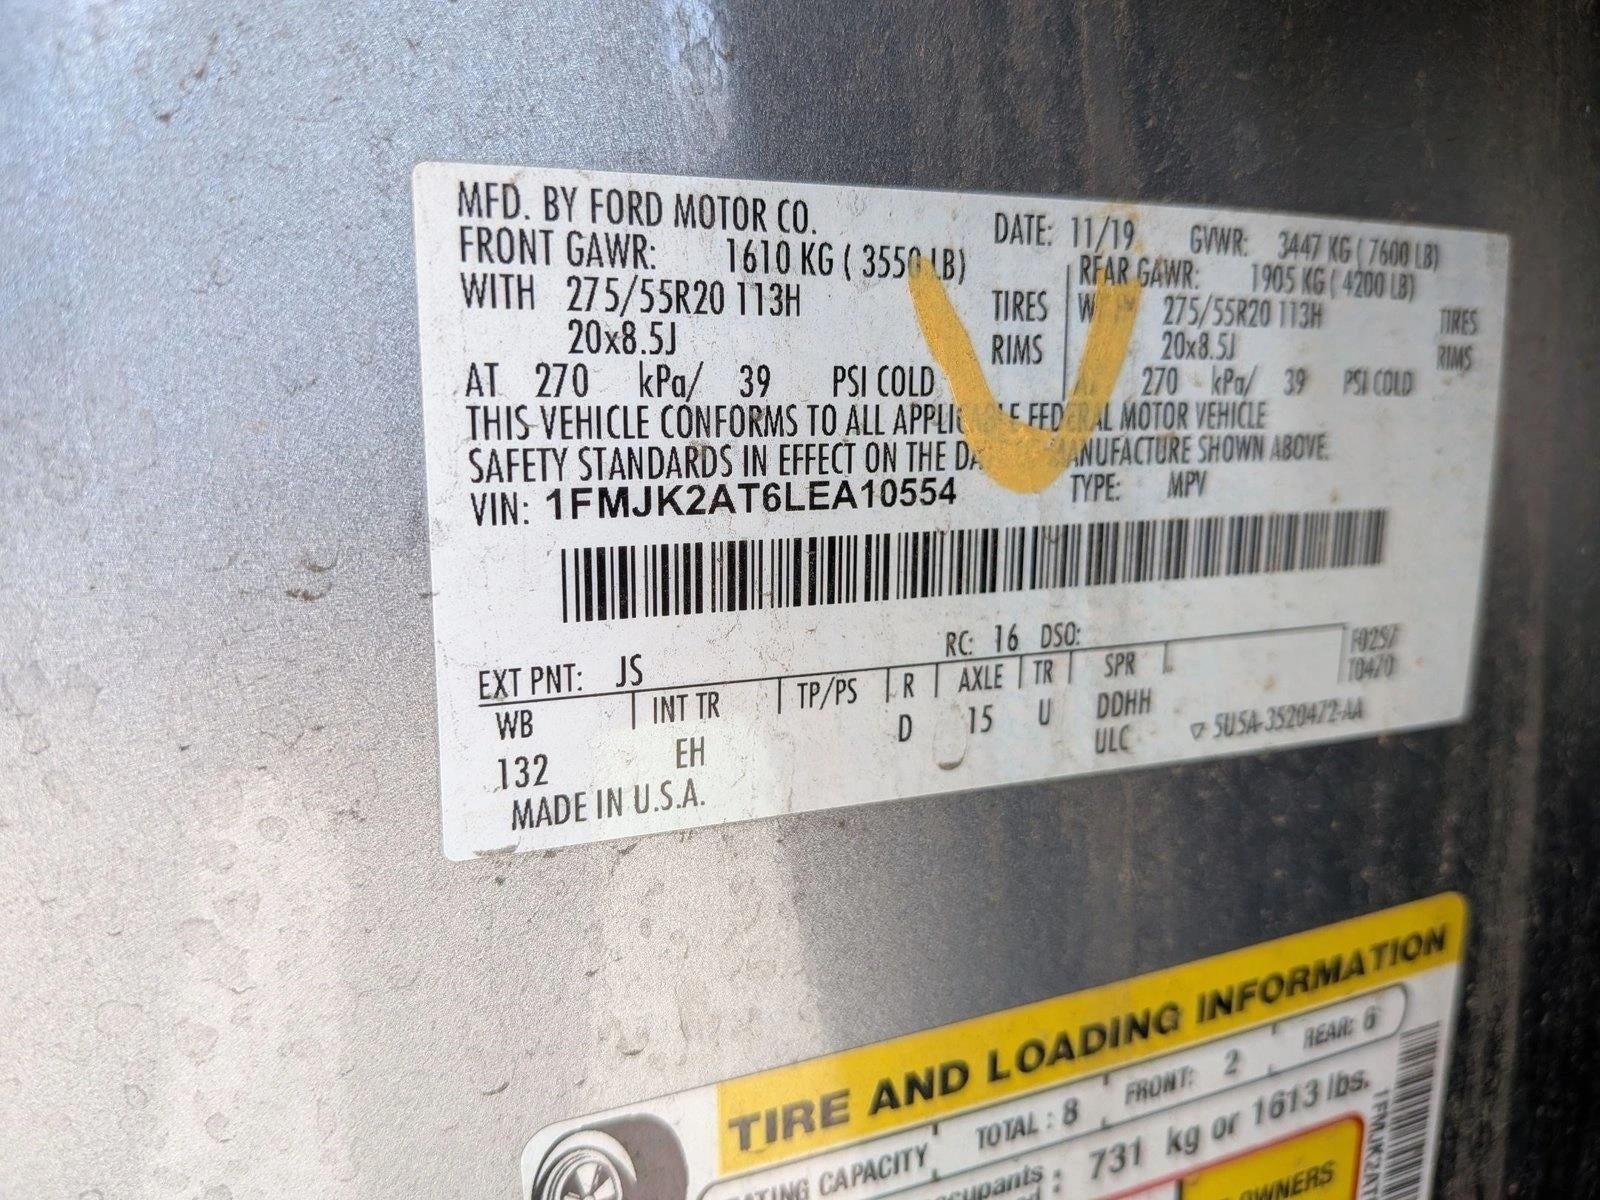 MFD. BY FORD MOTOR CO. DATE: 11/19 GVWR: 3447 KG ( 7600 LB)
FRONT GAWR: 1610 KG ( 3550 LB) REAR GAWR: 1905 KG ( 4200 LB)
WITH 275/55R20 113H TIRES 275/55R20 113H TIRES
20x8.5J RIMS 20x8.5J RIMS
AT 270 kPa/ 39 PSI COLD AT 270 kPa/ 39 PSI COLD
THIS VEHICLE CONFORMS TO ALL APPLICABLE FEDERAL MOTOR VEHICLE
SAFETY STANDARDS IN EFFECT ON THE MANUFACTURE SHOWN ABOVE.
VIN: 1FMJK2AT6LEA10554 TYPE: MPV
RC: 16 DSO: F0257
EXT PNT: JS T0470
WB INT TR TP/PS R AXLE TR SPR
132 EH D 15 U DDHH
ULC 5U5A-3520472-AA
MADE IN U.S.A.
TIRE AND LOADING INFORMATION
SEATING CAPACITY TOTAL : 8 FRONT: 2 REAR: 6
occupants : 731 kg or 1613 lbs.
OWNERS
1FMJK2AT